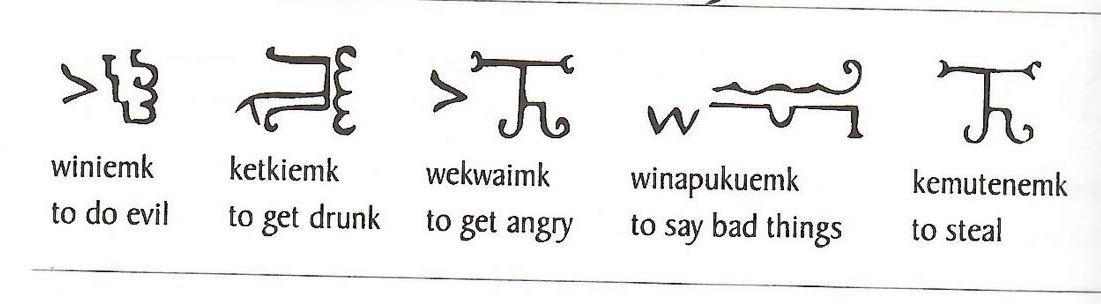 winiemk ketkiemk wekwaimk winapukuemk kemutenemk
to do evil to get drunk to get angry to say bad things to steal